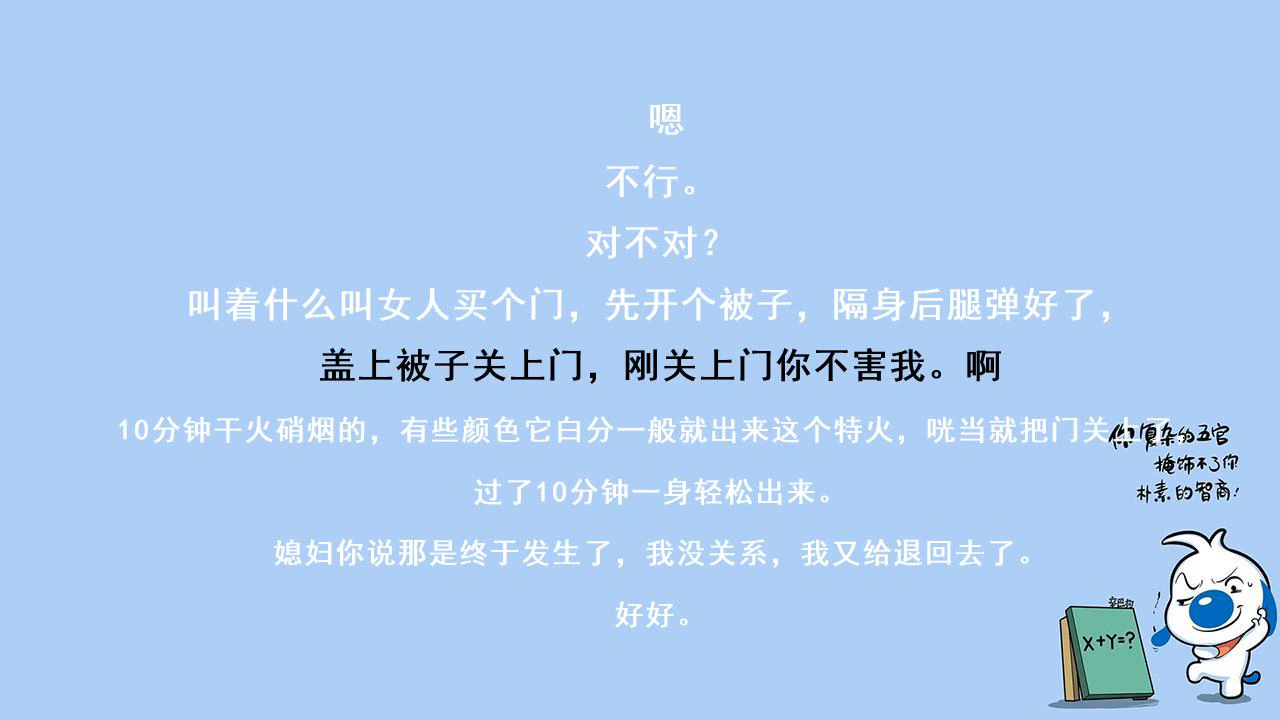 嗯
不行。
对不对？
叫着什么叫女人买个门，先开个被子，隔身后腿弹好了，
盖上被子关上门，刚关上门你不害我。啊
10分钟干火硝烟的，有些颜色它白分一般就出来这个特火，咣当就把门关上了。
过了10分钟一身轻松出来。
媳妇你说那是终于发生了，我没关系，我又给退回去了。
好好。
你复杂的五官
掩饰不了你
朴素的智商！
X+Y=?